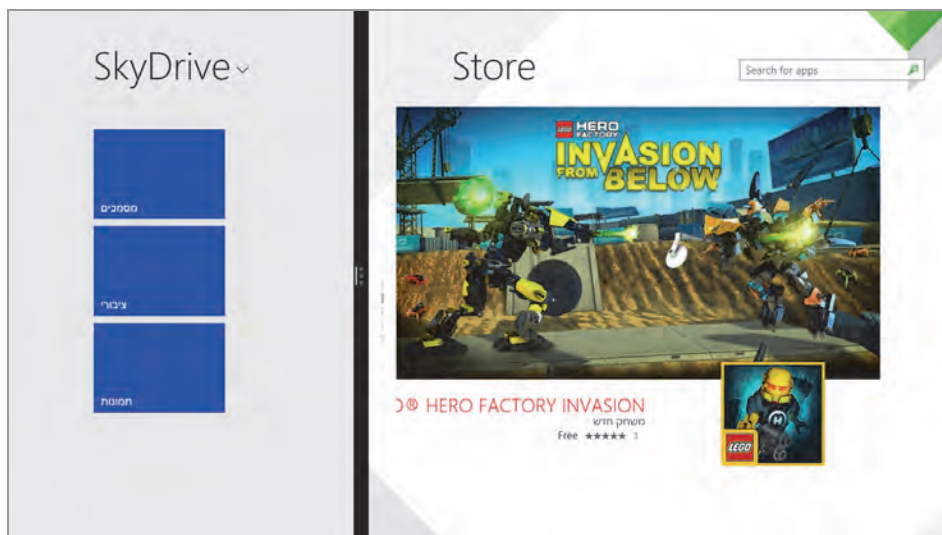 SkyDrive
מסמכים
ציבורי
תמונות
Store
Search for apps
LEGO HERO
FACTORY
INVASION
FROM BELOW
® HERO FACTORY INVASION
משחק חדש
Free ★★★★★ 1
H
LEGO